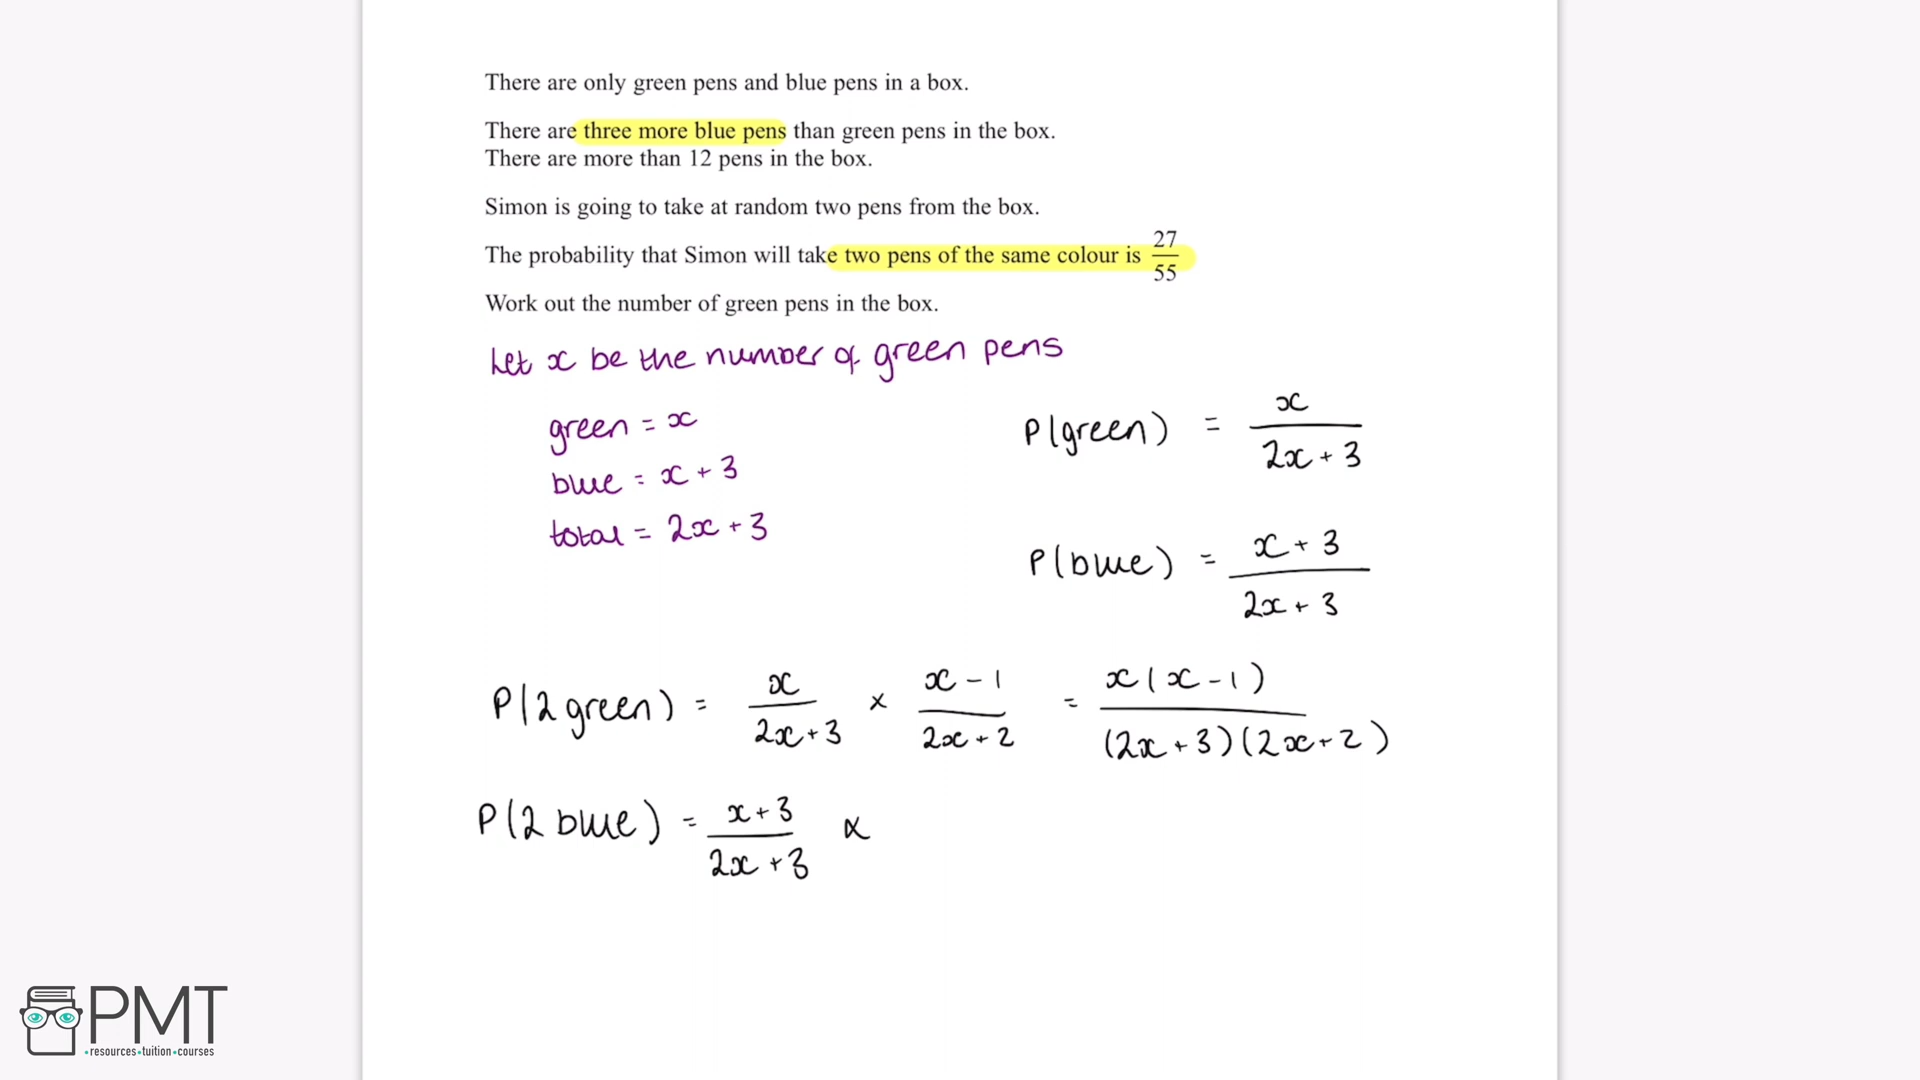 There are only green pens and blue pens in a box.
There are three more blue pens than green pens in the box.
There are more than 12 pens in the box.
Simon is going to take at random two pens from the box.
The probability that Simon will take two pens of the same colour is 27/55
Work out the number of green pens in the box.
Let x be the number of green pens
green = x
blue = x + 3
total = 2x + 3
P(green) = x/(2x + 3)
P(blue) = (x + 3)/(2x + 3)
P(2 green) = x/(2x + 3) × (x - 1)/(2x + 2) = x(x - 1)/((2x + 3)(2x + 2))
P(2 blue) = (x + 3)/(2x + 3) ×
PMT
•resources•tuition•courses